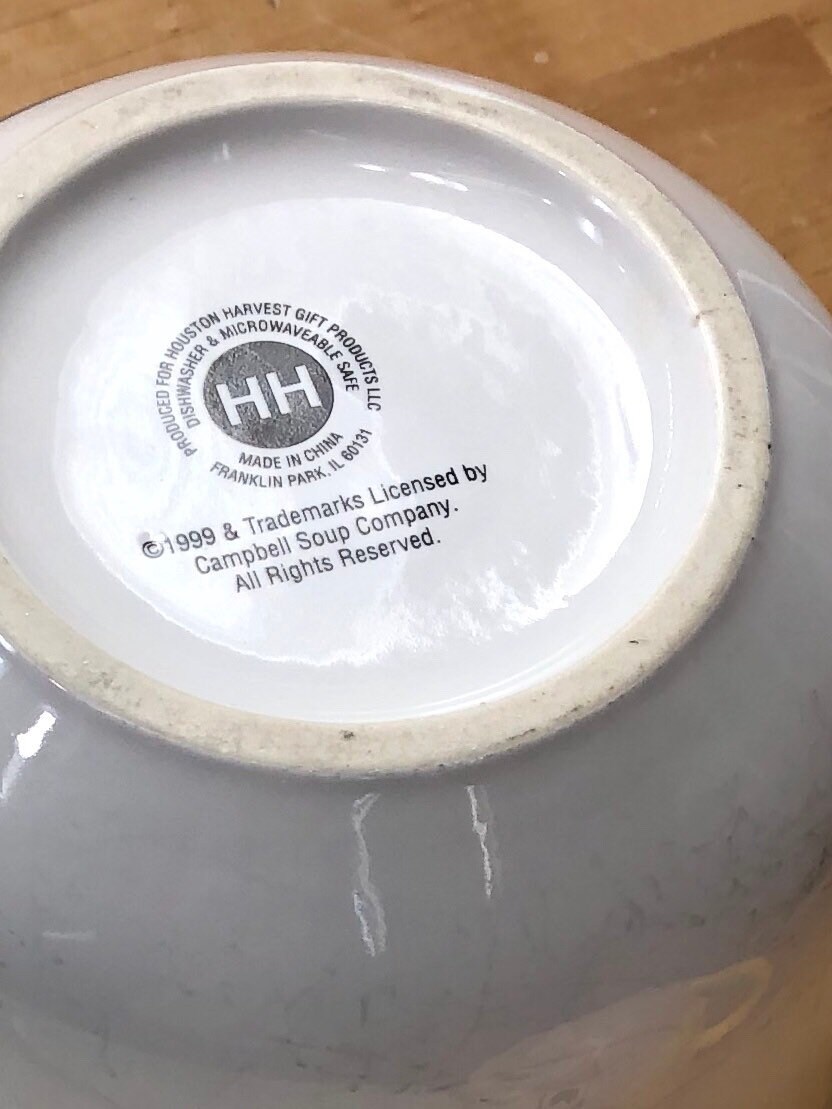 PRODUCED FOR HOUSTON HARVEST GIFT PRODUCTS LLC
DISHWASHER & MICROWAVEABLE SAFE
HH
MADE IN CHINA
FRANKLIN PARK, IL 60131
©1999 & Trademarks Licensed by
Campbell Soup Company.
All Rights Reserved.